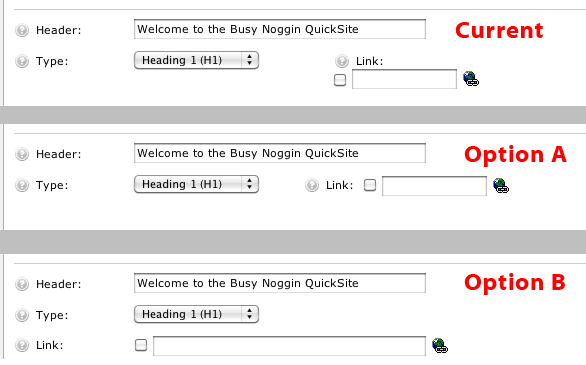 Header: Welcome to the Busy Noggin QuickSite Current
Type: Heading 1 (H1) Link:
Header: Welcome to the Busy Noggin QuickSite Option A
Type: Heading 1 (H1) Link:
Header: Welcome to the Busy Noggin QuickSite Option B
Type: Heading 1 (H1)
Link: